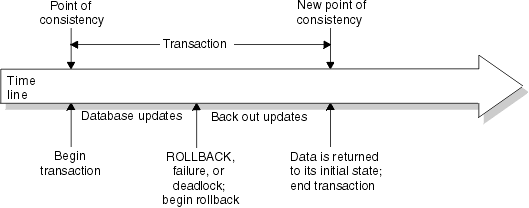 Point of
consistency
New point of
consistency
Transaction
Time
line
Database updates
Back out updates
Begin
transaction
ROLLBACK,
failure, or
deadlock;
begin rollback
Data is returned
to its initial state;
end transaction